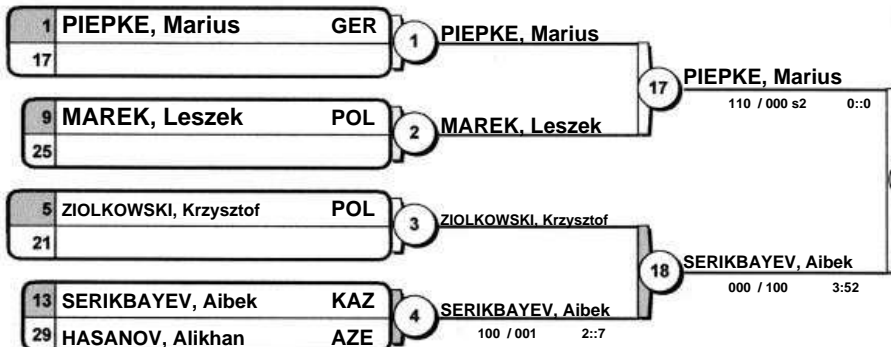 1 PIEPKE, Marius GER
17
1
PIEPKE, Marius
9 MAREK, Leszek POL
25
2
MAREK, Leszek
17
PIEPKE, Marius
110 / 000 s2 0::0
5 ZIOLKOWSKI, Krzysztof POL
21
3
ZIOLKOWSKI, Krzysztof
13 SERIKBAYEV, Aibek KAZ
29 HASANOV, Alikhan AZE
4
SERIKBAYEV, Aibek
100 / 001 2::7
18
SERIKBAYEV, Aibek
000 / 100 3:52